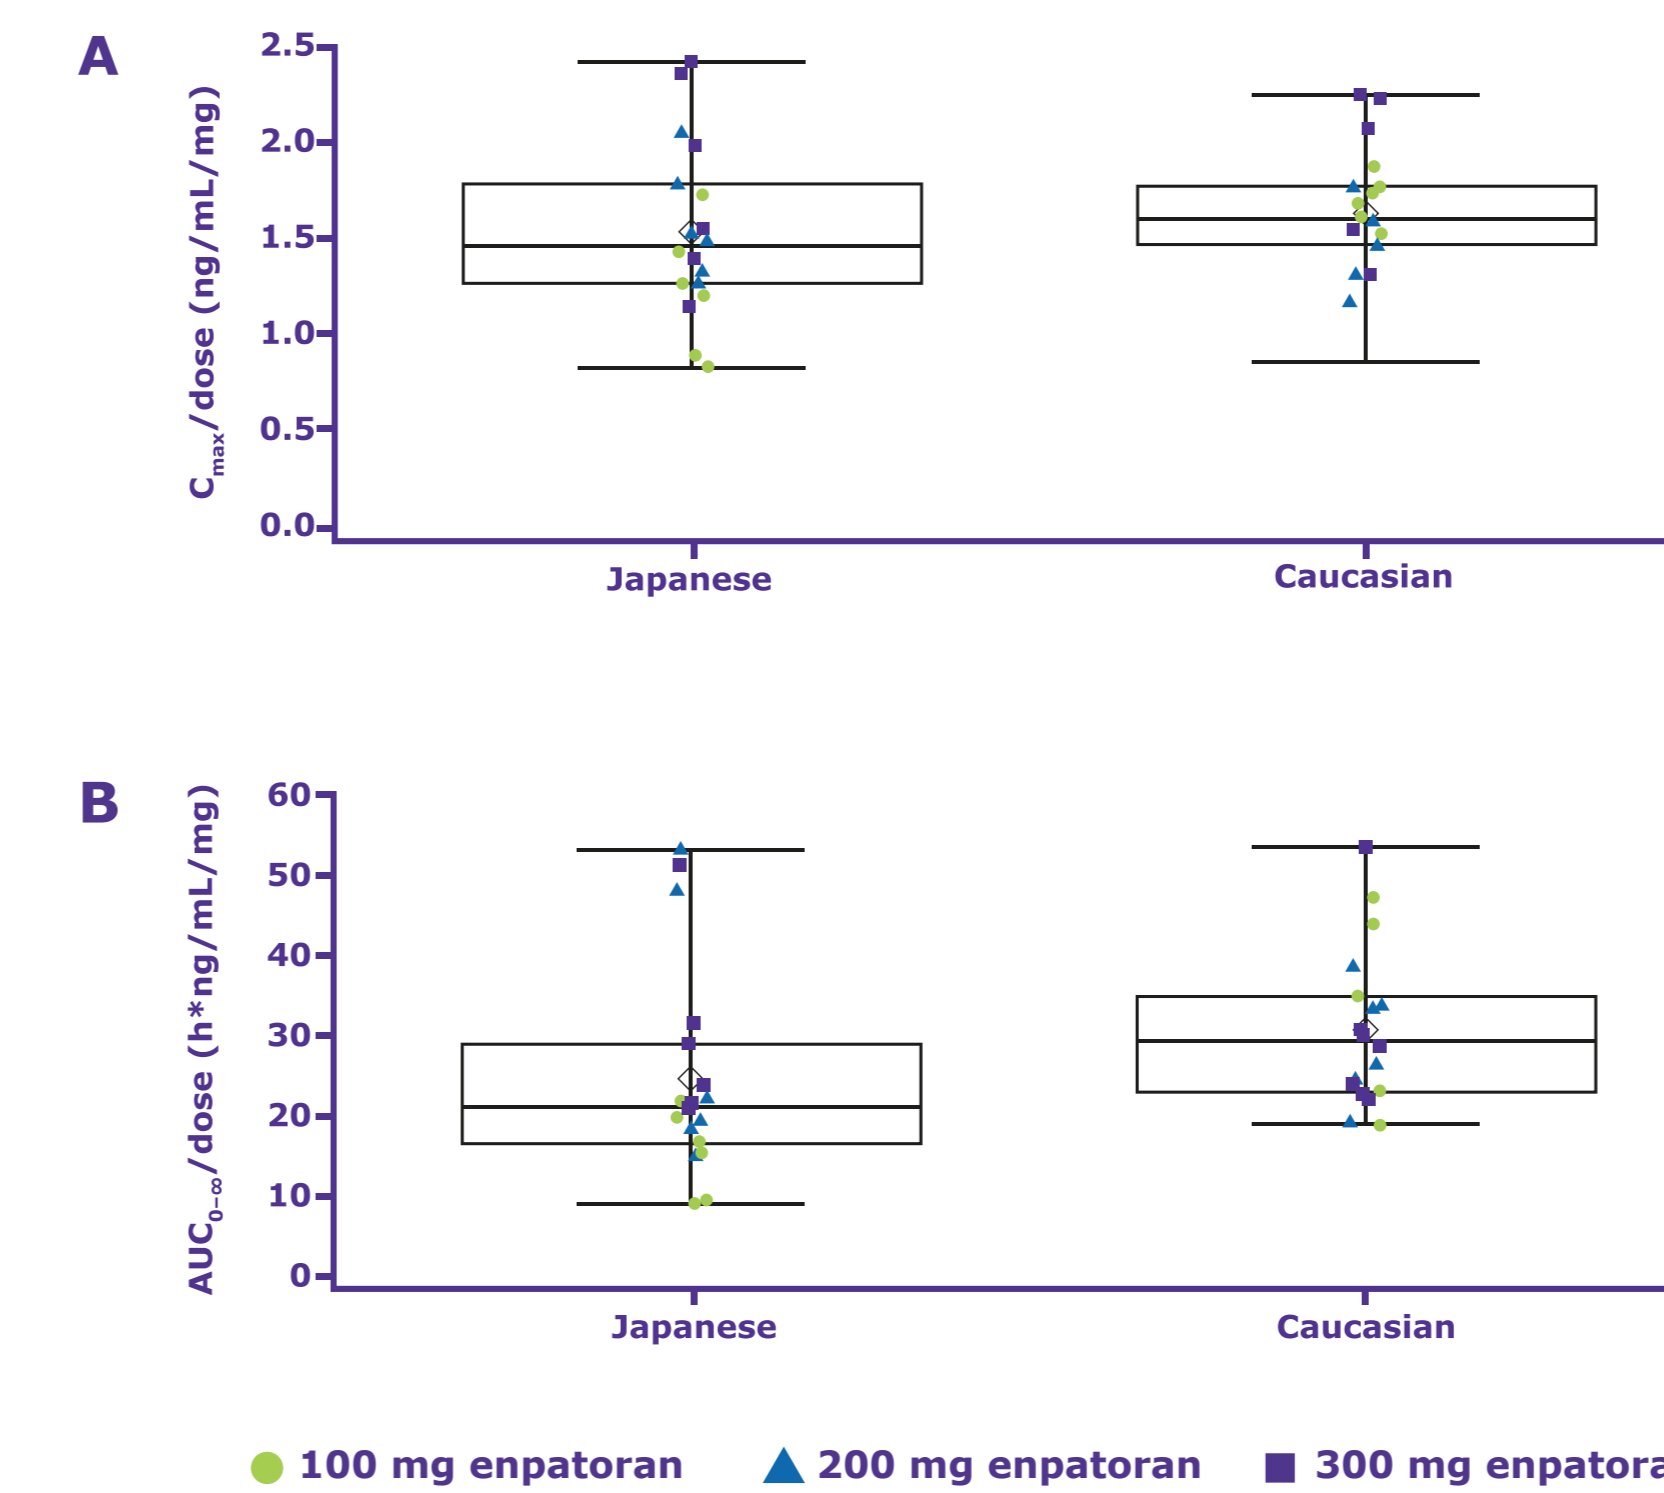 A
Cmax/dose (ng/mL/mg)
2.5
2.0
1.5
1.0
0.5
0.0
Japanese
Caucasian
B
AUC0–∞/dose (h*ng/mL/mg)
60
50
40
30
20
10
0
Japanese
Caucasian
100 mg enpatoran
200 mg enpatoran
300 mg enpatora